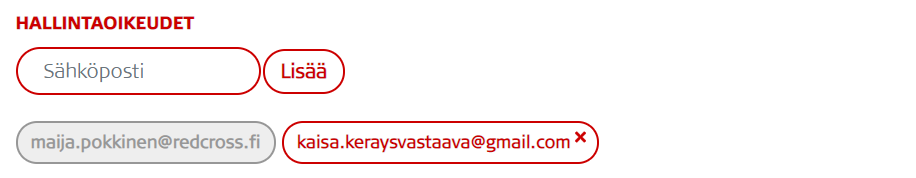 HALLINTAOIKEUDET
Sähköposti Lisää
maija.pokkinen@redcross.fi kaisa.keraysvastaava@gmail.com ×